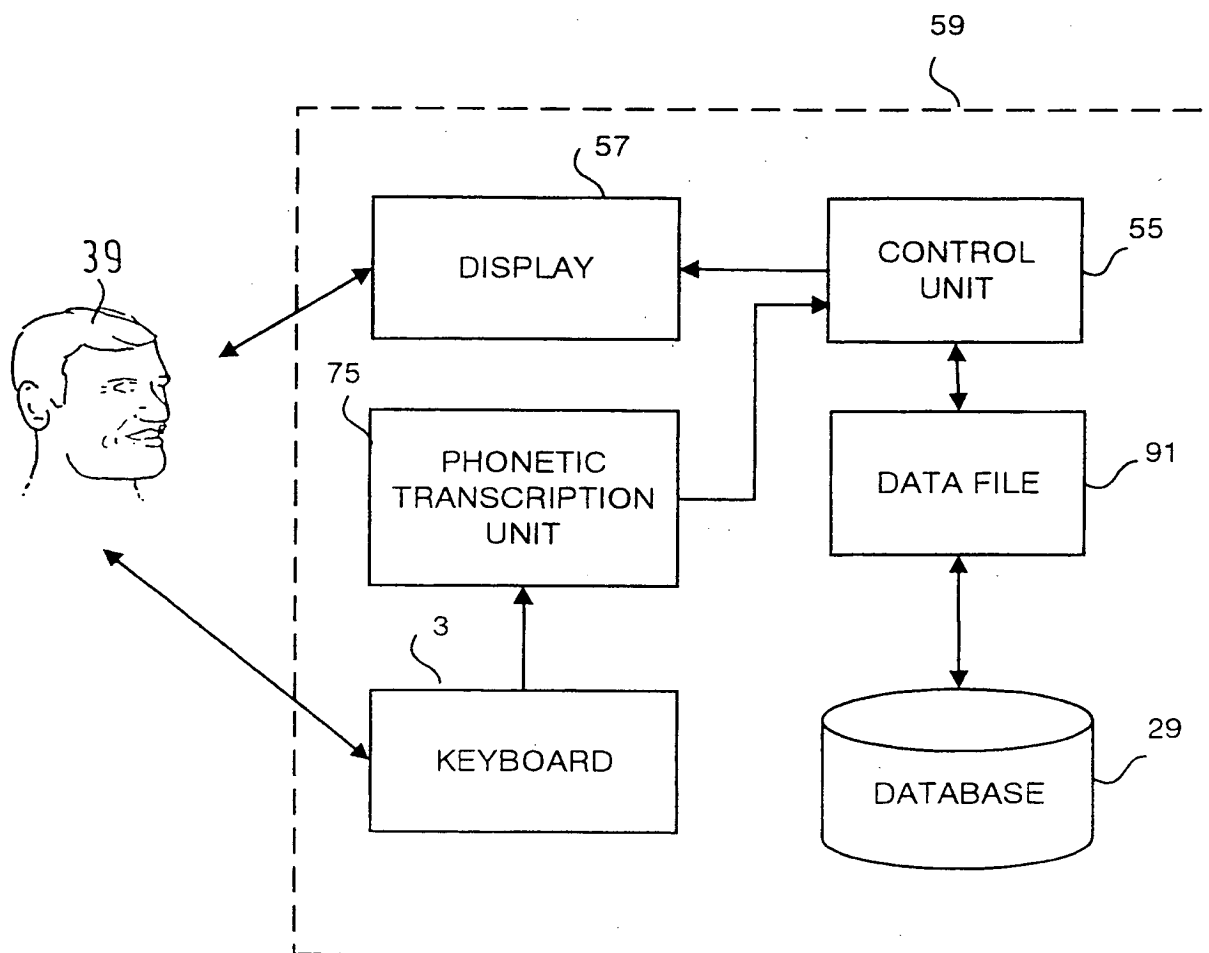 59
57
DISPLAY
CONTROL
UNIT
55
39
75
PHONETIC
TRANSCRIPTION
UNIT
DATA FILE
91
3
KEYBOARD
DATABASE
29